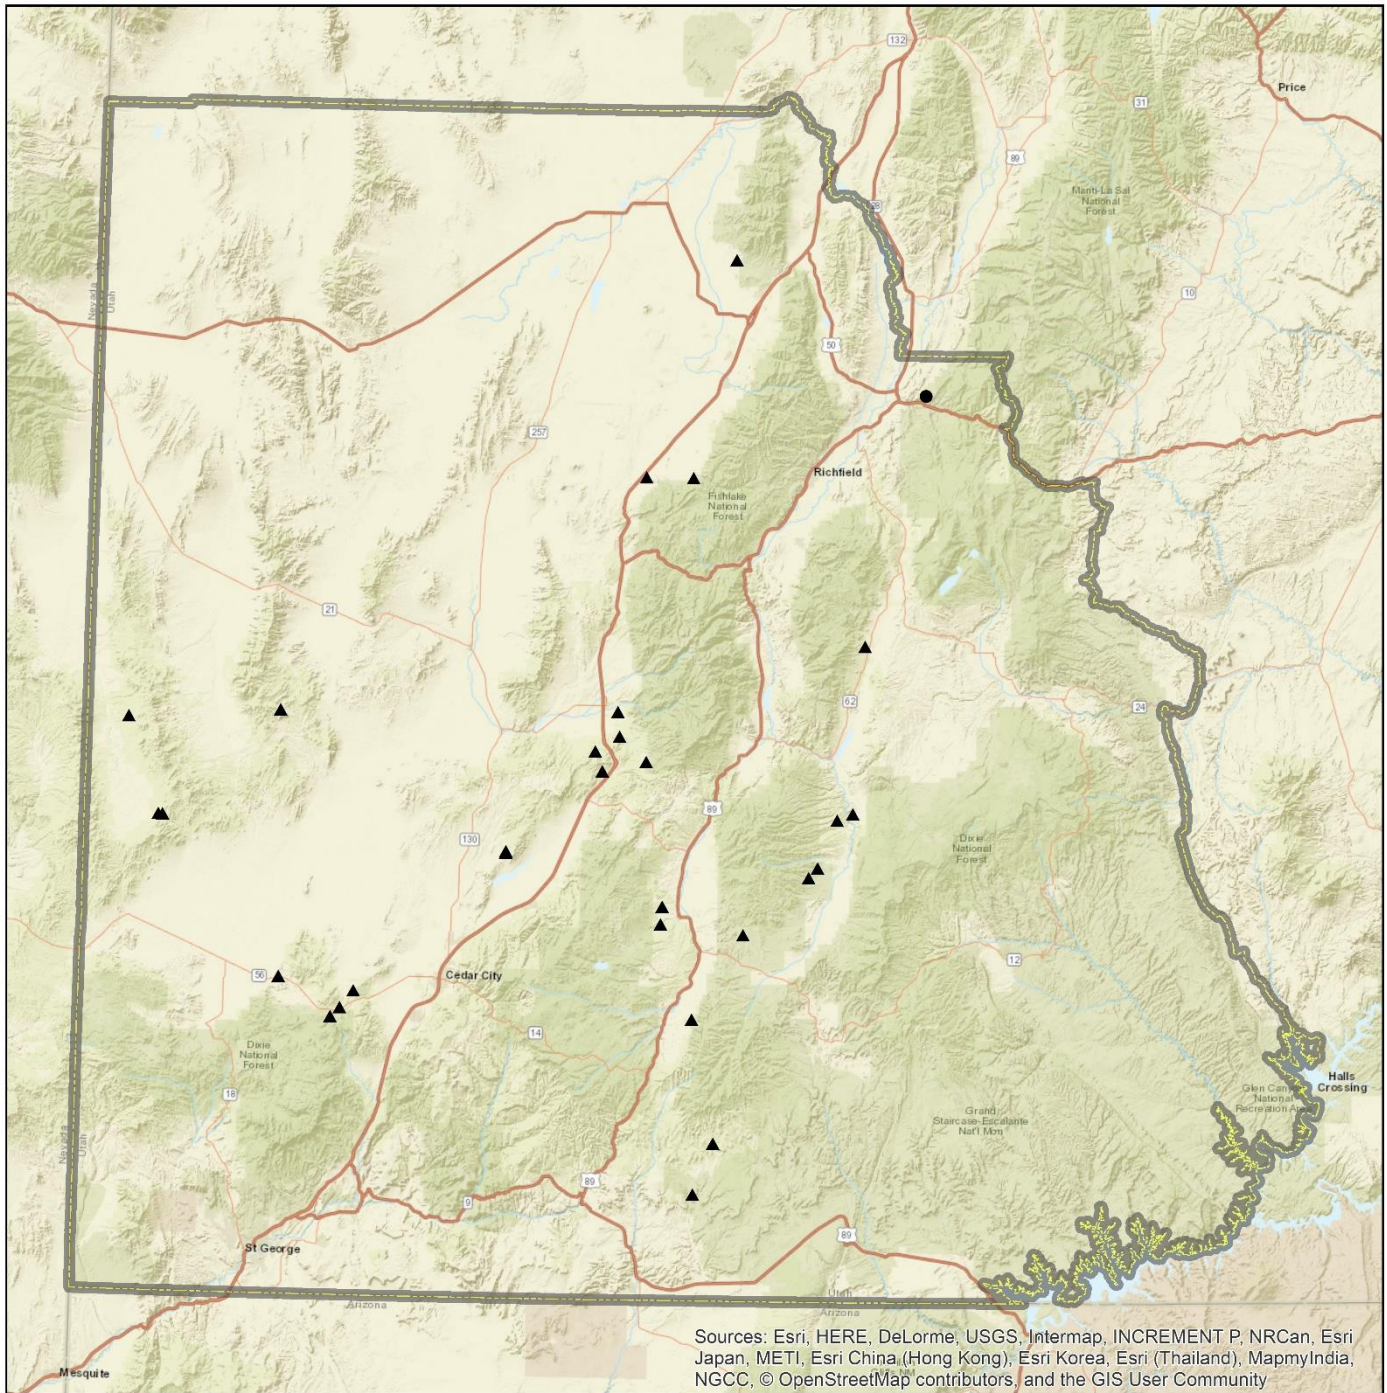 132
Price
31
89
Manti-La Sal
National
Forest
28
10
Nevada
Utah
50
257
Richfield
Fishlake
National
Forest
21
62
24
89
130
Dixie
National
Forest
56
Cedar City
12
14
Dixie
National
Forest
18
Halls
Crossing
Glen Canyon
National
Recreation Area
Grand
Staircase-Escalante
Nat'l Mon
Nevada
Utah
89
9
89
St George
Utah
Arizona
Arizona
Mesquite
Sources: Esri, HERE, DeLorme, USGS, Intermap, INCREMENT P, NRCan, Esri
Japan, METI, Esri China (Hong Kong), Esri Korea, Esri (Thailand), MapmyIndia,
NGCC, © OpenStreetMap contributors, and the GIS User Community